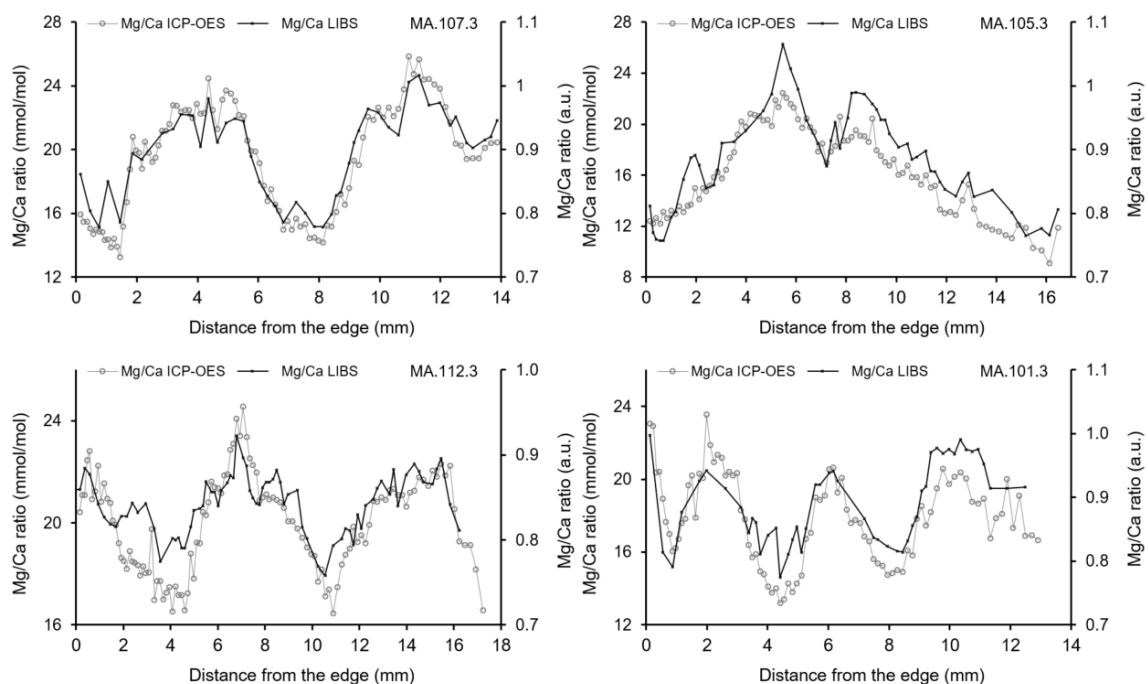 Mg/Ca ICP-OES Mg/Ca LIBS MA.107.3
28 24 20 16 12
Mg/Ca ratio (mmol/mol)
1.1 1 0.9 0.8 0.7
Mg/Ca ratio (a.u.)
0 2 4 6 8 10 12 14
Distance from the edge (mm)
Mg/Ca ICP-OES Mg/Ca LIBS MA.105.3
28 24 20 16 12 8
Mg/Ca ratio (mmol/mol)
1.1 1 0.9 0.8 0.7
Mg/Ca ratio (a.u.)
0 2 4 6 8 10 12 14 16
Distance from the edge (mm)
Mg/Ca ICP-OES Mg/Ca LIBS MA.112.3
24 20 16
Mg/Ca ratio (mmol/mol)
1.0 0.9 0.8 0.7
Mg/Ca ratio (a.u.)
0 2 4 6 8 10 12 14 16 18
Distance from the edge (mm)
Mg/Ca ICP-OES Mg/Ca LIBS MA.101.3
24 20 16 12
Mg/Ca ratio (mmol/mol)
1.1 1.0 0.9 0.8 0.7
Mg/Ca ratio (a.u.)
0 2 4 6 8 10 12 14
Distance from the edge (mm)